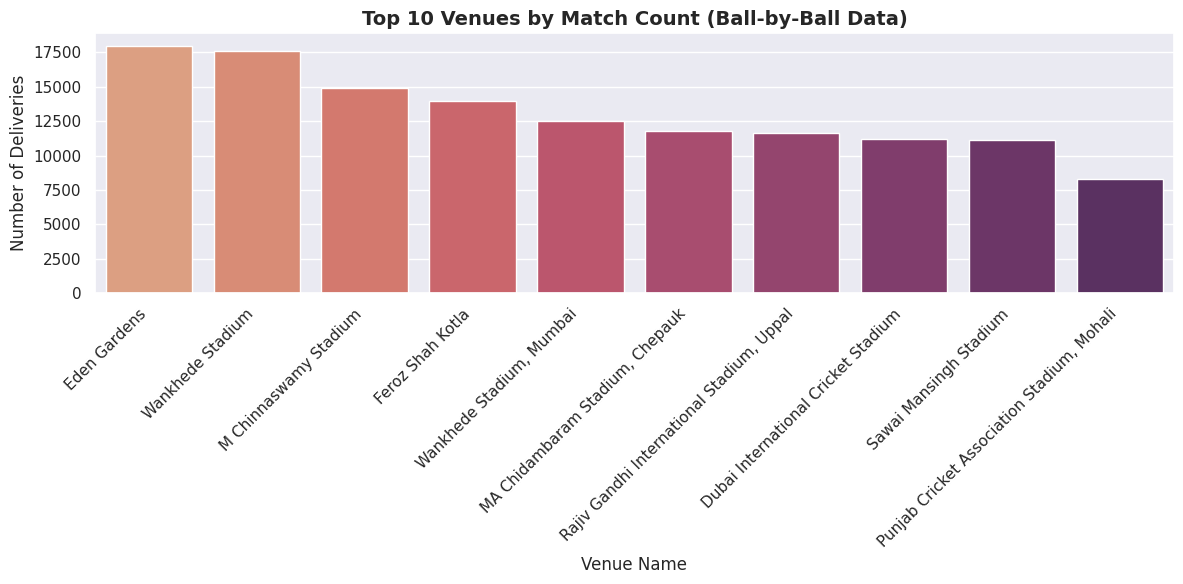 Top 10 Venues by Match Count (Ball-by-Ball Data)
Number of Deliveries
17500
15000
12500
10000
7500
5000
2500
0
Eden Gardens
Wankhede Stadium
M Chinnaswamy Stadium
Feroz Shah Kotla
Wankhede Stadium, Mumbai
MA Chidambaram Stadium, Chepauk
Rajiv Gandhi International Stadium, Uppal
Dubai International Cricket Stadium
Sawai Mansingh Stadium
Punjab Cricket Association Stadium, Mohali
Venue Name